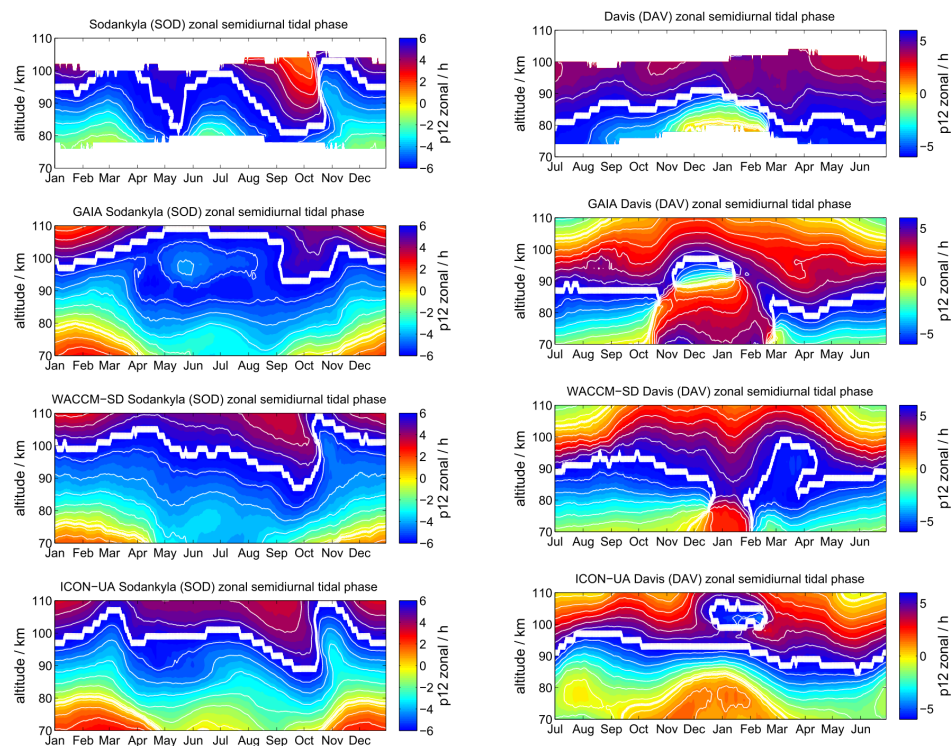 Sodankyla (SOD) zonal semidiurnal tidal phase
altitude / km
110
100
90
80
70
Jan Feb Mar Apr May Jun Jul Aug Sep Oct Nov Dec
6
4
2
0
−2
−4
−6
p12 zonal / h
Davis (DAV) zonal semidiurnal tidal phase
altitude / km
110
100
90
80
70
Jul Aug Sep Oct Nov Dec Jan Feb Mar Apr May Jun
5
0
−5
p12 zonal / h
GAIA Sodankyla (SOD) zonal semidiurnal tidal phase
altitude / km
110
100
90
80
70
Jan Feb Mar Apr May Jun Jul Aug Sep Oct Nov Dec
6
4
2
0
−2
−4
−6
p12 zonal / h
GAIA Davis (DAV) zonal semidiurnal tidal phase
altitude / km
110
100
90
80
70
Jul Aug Sep Oct Nov Dec Jan Feb Mar Apr May Jun
5
0
−5
p12 zonal / h
WACCM−SD Sodankyla (SOD) zonal semidiurnal tidal phase
altitude / km
110
100
90
80
70
Jan Feb Mar Apr May Jun Jul Aug Sep Oct Nov Dec
6
4
2
0
−2
−4
−6
p12 zonal / h
WACCM−SD Davis (DAV) zonal semidiurnal tidal phase
altitude / km
110
100
90
80
70
Jul Aug Sep Oct Nov Dec Jan Feb Mar Apr May Jun
5
0
−5
p12 zonal / h
ICON−UA Sodankyla (SOD) zonal semidiurnal tidal phase
altitude / km
110
100
90
80
70
Jan Feb Mar Apr May Jun Jul Aug Sep Oct Nov Dec
6
4
2
0
−2
−4
−6
p12 zonal / h
ICON−UA Davis (DAV) zonal semidiurnal tidal phase
altitude / km
110
100
90
80
70
Jul Aug Sep Oct Nov Dec Jan Feb Mar Apr May Jun
5
0
−5
p12 zonal / h